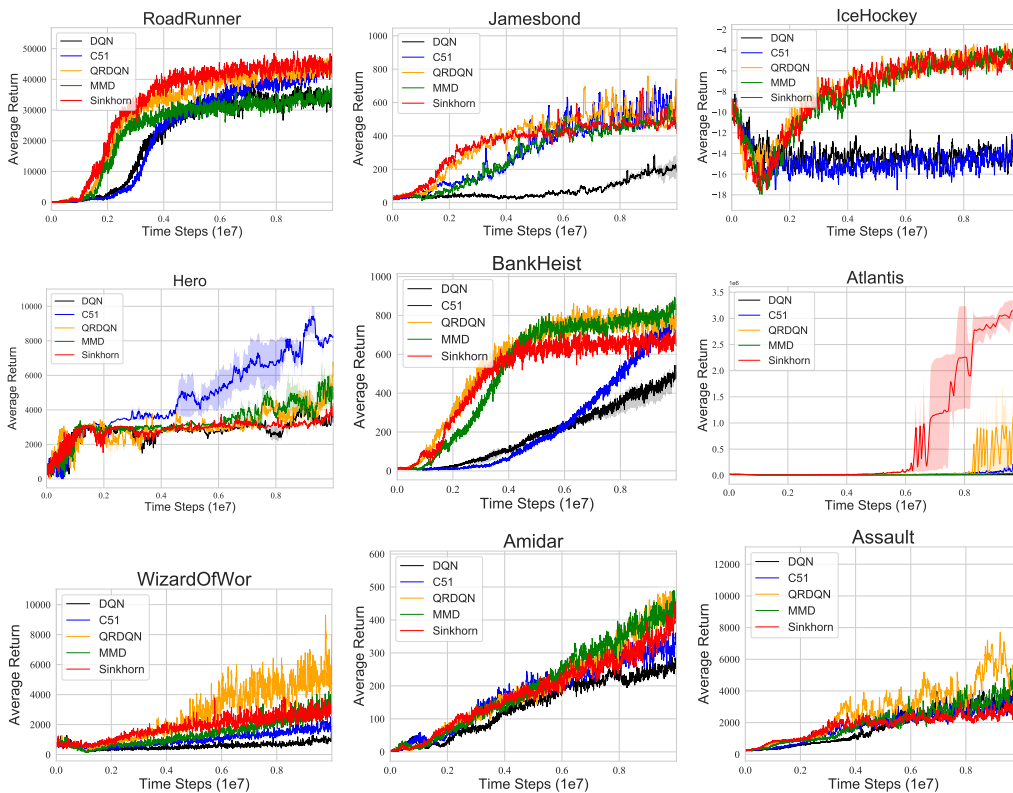 RoadRunner
50000
40000
30000
20000
10000
0
Average Return
DQN
C51
QRDQN
MMD
Sinkhorn
0.0 0.2 0.4 0.6 0.8
Time Steps (1e7)
Jamesbond
1000
800
600
400
200
0
Average Return
DQN
C51
QRDQN
MMD
Sinkhorn
0.0 0.2 0.4 0.6 0.8
Time Steps (1e7)
IceHockey
−2
−4
−6
−8
−10
−12
−14
−16
−18
Average Return
DQN
C51
QRDQN
MMD
Sinkhorn
0.0 0.2 0.4 0.6 0.8
Time Steps (1e7)
Hero
10000
8000
6000
4000
2000
0
Average Return
DQN
C51
QRDQN
MMD
Sinkhorn
0.0 0.2 0.4 0.6 0.8
Time Steps (1e7)
BankHeist
1000
800
600
400
200
0
Average Return
DQN
C51
QRDQN
MMD
Sinkhorn
0.0 0.2 0.4 0.6 0.8
Time Steps (1e7)
Atlantis
1e6
3.5
3.0
2.5
2.0
1.5
1.0
0.5
0.0
Average Return
DQN
C51
QRDQN
MMD
Sinkhorn
0.0 0.2 0.4 0.6 0.8
Time Steps (1e7)
WizardOfWor
10000
8000
6000
4000
2000
0
Average Return
DQN
C51
QRDQN
MMD
Sinkhorn
0.0 0.2 0.4 0.6 0.8
Time Steps (1e7)
Amidar
600
500
400
300
200
100
0
Average Return
DQN
C51
QRDQN
MMD
Sinkhorn
0.0 0.2 0.4 0.6 0.8
Time Steps (1e7)
Assault
12000
10000
8000
6000
4000
2000
0
Average Return
DQN
C51
QRDQN
MMD
Sinkhorn
0.0 0.2 0.4 0.6 0.8
Time Steps (1e7)